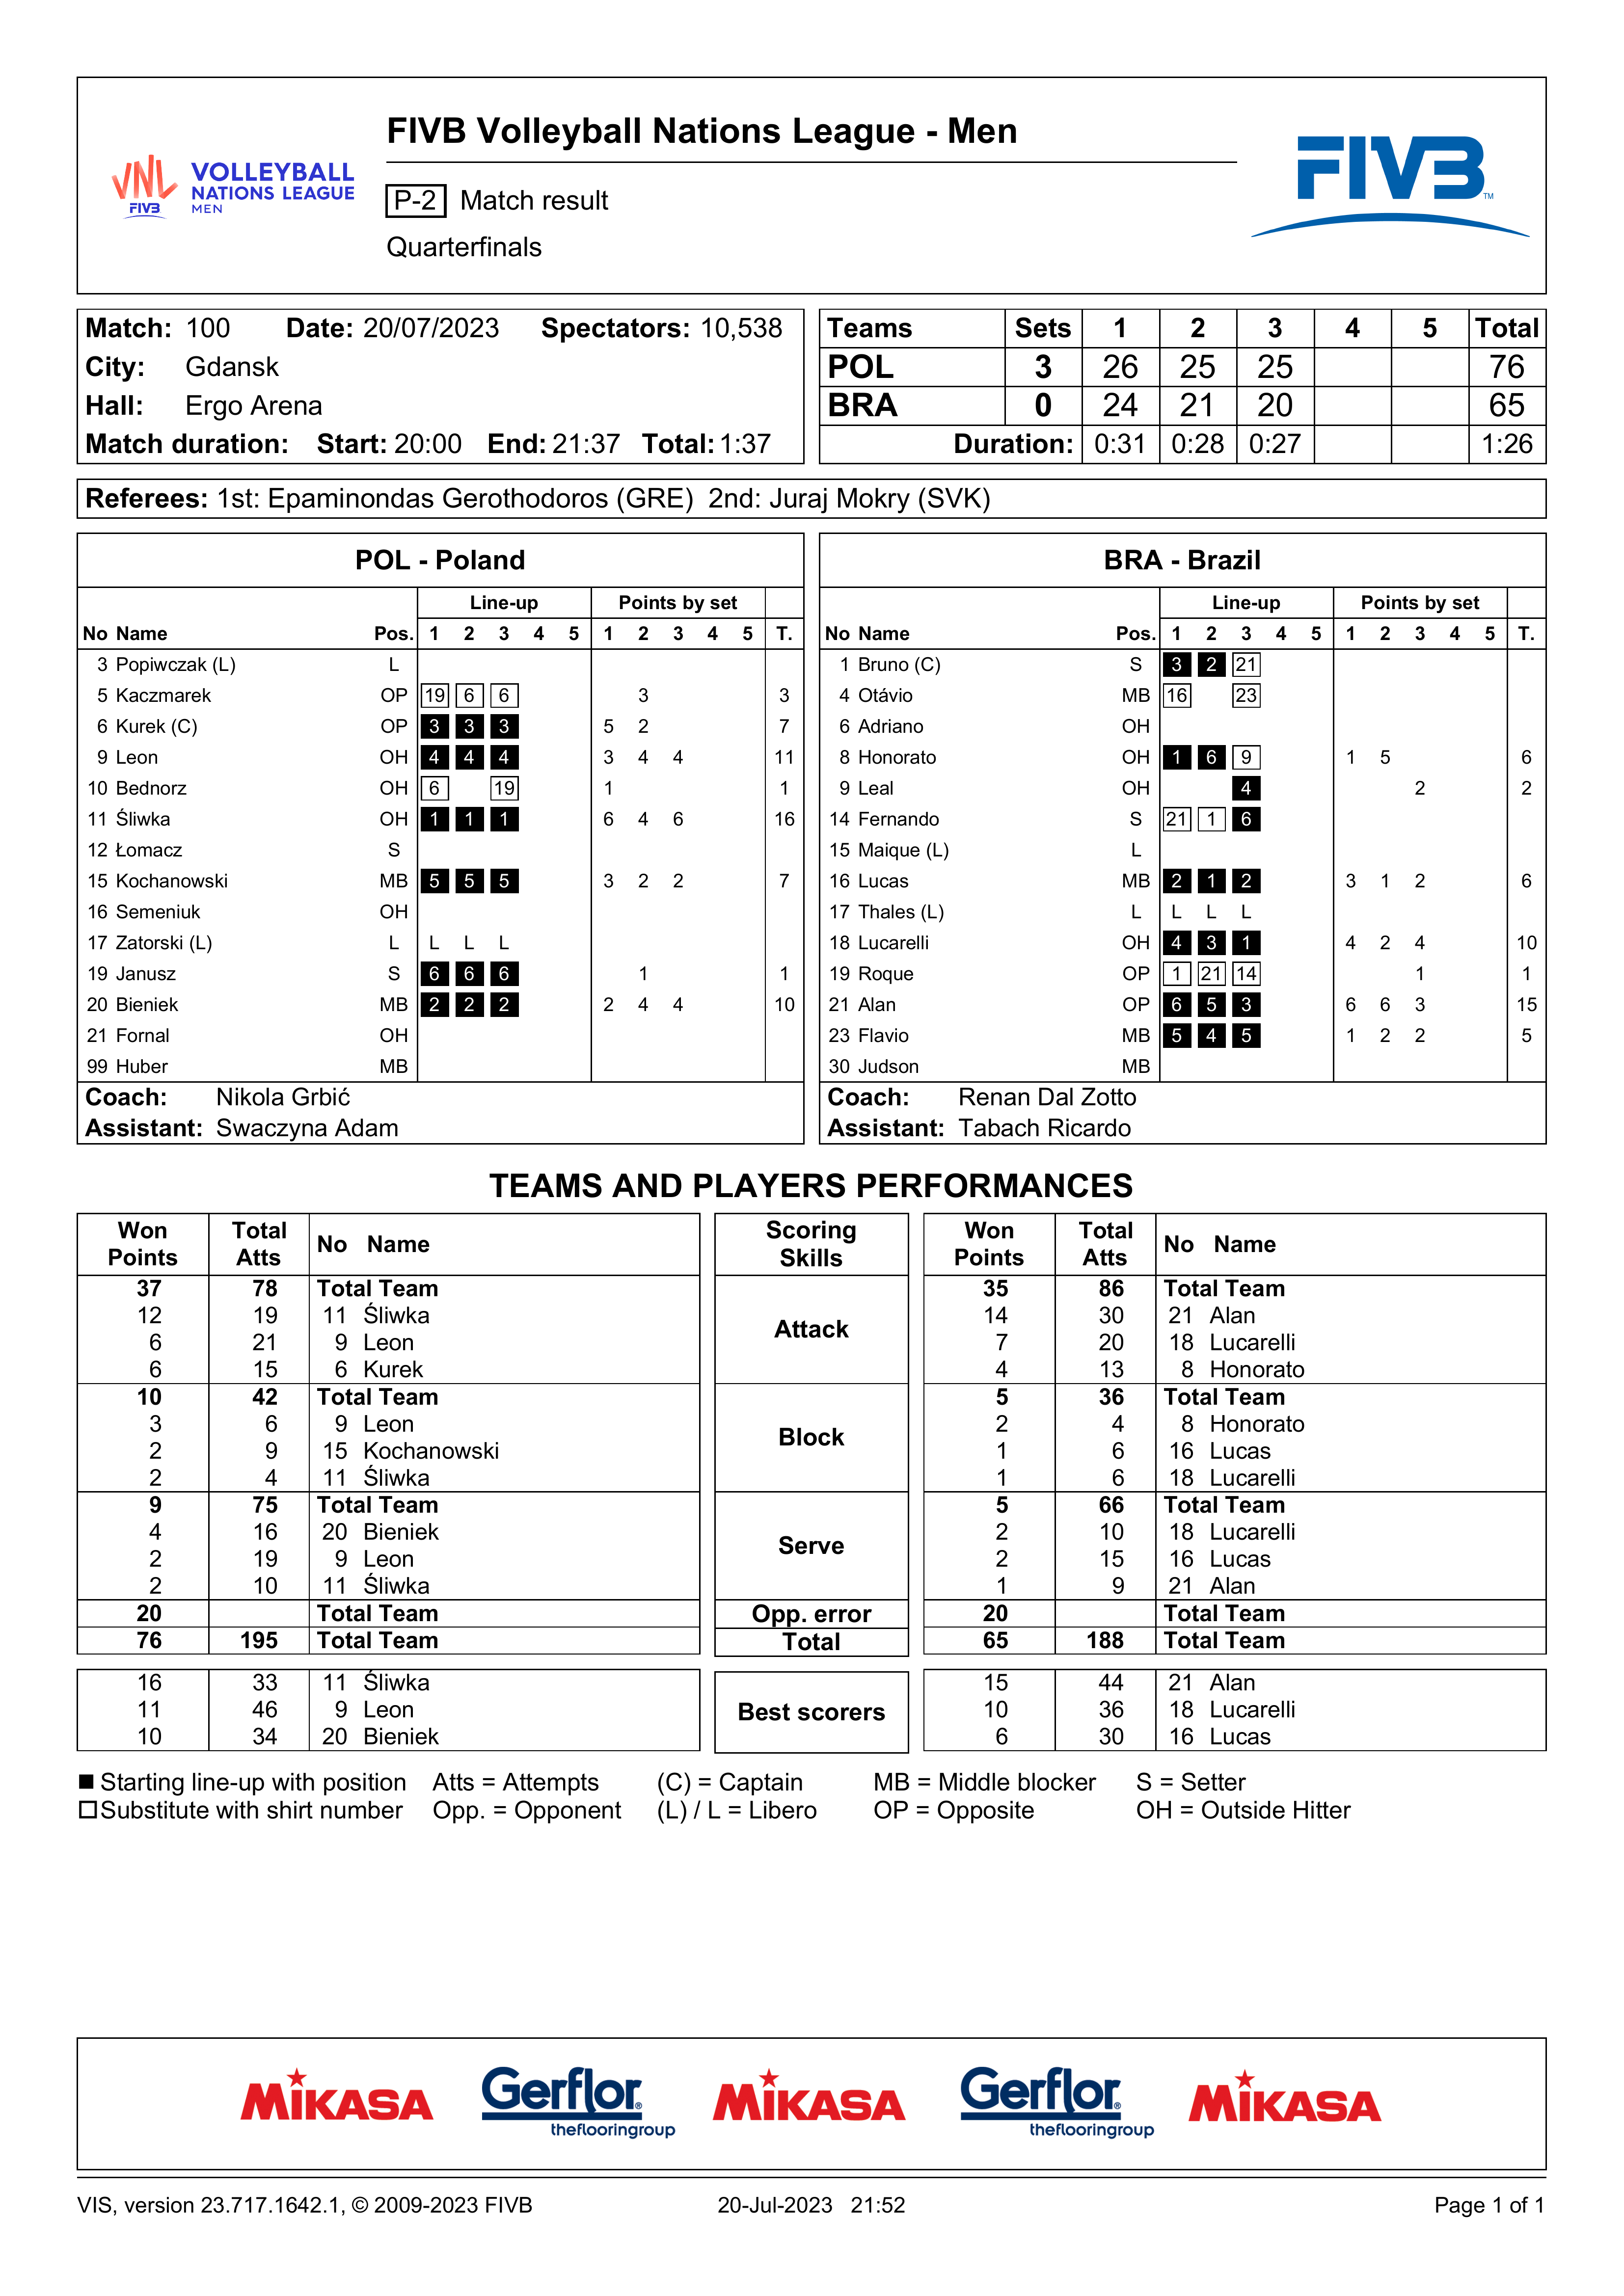 FIVB Volleyball Nations League - Men
VNL FIVB
VOLLEYBALL
NATIONS LEAGUE
MEN
P-2 Match result
Quarterfinals
FIVB TM
Match: 100 Date: 20/07/2023 Spectators: 10,538
City: Gdansk
Hall: Ergo Arena
Match duration: Start: 20:00 End: 21:37 Total: 1:37
Teams Sets 1 2 3 4 5 Total
POL 3 26 25 25 76
BRA 0 24 21 20 65
Duration: 0:31 0:28 0:27 1:26
Referees: 1st: Epaminondas Gerothodoros (GRE) 2nd: Juraj Mokry (SVK)
POL - Poland
Line-up Points by set
No Name Pos. 1 2 3 4 5 1 2 3 4 5 T.
3 Popiwczak (L) L
5 Kaczmarek OP 19 6 6 3 3
6 Kurek (C) OP 3 3 3 5 2 7
9 Leon OH 4 4 4 3 4 4 11
10 Bednorz OH 6 19 1 1
11 Śliwka OH 1 1 1 6 4 6 16
12 Łomacz S
15 Kochanowski MB 5 5 5 3 2 2 7
16 Semeniuk OH
17 Zatorski (L) L L L L
19 Janusz S 6 6 6 1 1
20 Bieniek MB 2 2 2 2 4 4 10
21 Fornal OH
99 Huber MB
Coach: Nikola Grbić
Assistant: Swaczyna Adam
BRA - Brazil
Line-up Points by set
No Name Pos. 1 2 3 4 5 1 2 3 4 5 T.
1 Bruno (C) S 3 2 21
4 Otávio MB 16 23
6 Adriano OH
8 Honorato OH 1 6 9 1 5 6
9 Leal OH 4 2 2
14 Fernando S 21 1 6
15 Maique (L) L
16 Lucas MB 2 1 2 3 1 2 6
17 Thales (L) L L L L
18 Lucarelli OH 4 3 1 4 2 4 10
19 Roque OP 1 21 14 1 1
21 Alan OP 6 5 3 6 6 3 15
23 Flavio MB 5 4 5 1 2 2 5
30 Judson MB
Coach: Renan Dal Zotto
Assistant: Tabach Ricardo
TEAMS AND PLAYERS PERFORMANCES
Won Points Total Atts No Name Scoring Skills Won Points Total Atts No Name
37 78 Total Team Attack 35 86 Total Team
12 19 11 Śliwka 14 30 21 Alan
6 21 9 Leon 7 20 18 Lucarelli
6 15 6 Kurek 4 13 8 Honorato
10 42 Total Team Block 5 36 Total Team
3 6 9 Leon 2 4 8 Honorato
2 9 15 Kochanowski 1 6 16 Lucas
2 4 11 Śliwka 1 6 18 Lucarelli
9 75 Total Team Serve 5 66 Total Team
4 16 20 Bieniek 2 10 18 Lucarelli
2 19 9 Leon 2 15 16 Lucas
2 10 11 Śliwka 1 9 21 Alan
20 Total Team Opp. error 20 Total Team
76 195 Total Team Total 65 188 Total Team
16 33 11 Śliwka Best scorers 15 44 21 Alan
11 46 9 Leon 10 36 18 Lucarelli
10 34 20 Bieniek 6 30 16 Lucas
Starting line-up with position Atts = Attempts (C) = Captain MB = Middle blocker S = Setter
Substitute with shirt number Opp. = Opponent (L) / L = Libero OP = Opposite OH = Outside Hitter
MIKASA Gerflor® theflooringgroup MIKASA Gerflor® theflooringgroup MIKASA
VIS, version 23.717.1642.1, © 2009-2023 FIVB 20-Jul-2023 21:52 Page 1 of 1